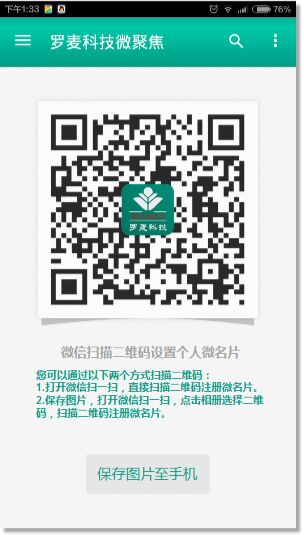 下午1:33
76%
罗麦科技微聚焦
罗麦科技
微信扫描二维码设置个人微名片
您可以通过以下两个方式扫描二维码：
1.打开微信扫一扫，直接扫描二维码注册微名片。
2.保存图片，打开微信扫一扫，点击相册选择二维
码，扫描二维码注册微名片。
保存图片至手机